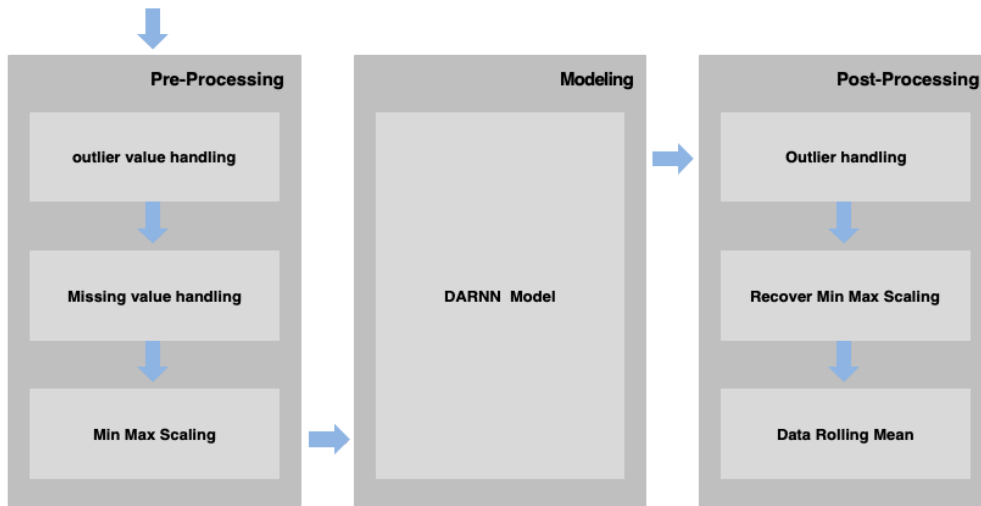 Pre-Processing
outlier value handling
Missing value handling
Min Max Scaling
Modeling
DARNN Model
Post-Processing
Outlier handling
Recover Min Max Scaling
Data Rolling Mean